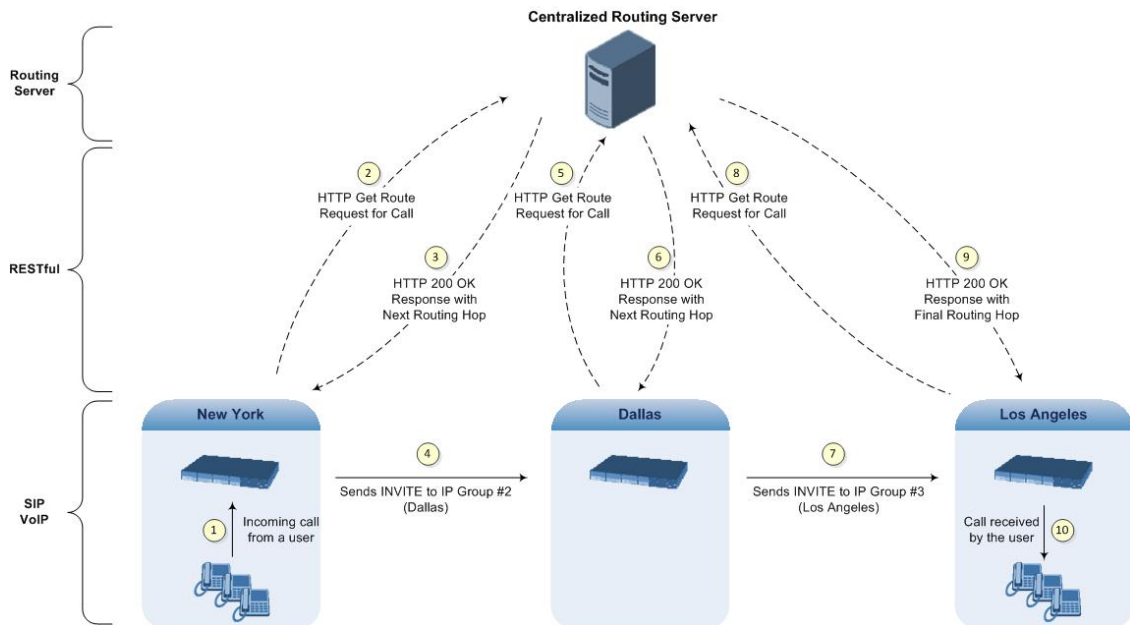 Centralized Routing Server
Routing
Server
2
HTTP Get Route
Request for Call
5
HTTP Get Route
Request for Call
8
HTTP Get Route
Request for Call
RESTful
3
HTTP 200 OK
Response with
Next Routing Hop
6
HTTP 200 OK
Response with
Next Routing Hop
9
HTTP 200 OK
Response with
Final Routing Hop
New York
Dallas
Los Angeles
4
Sends INVITE to IP Group #2
(Dallas)
7
Sends INVITE to IP Group #3
(Los Angeles)
SIP
VoIP
1
Incoming call
from a user
Call received
by the user
10